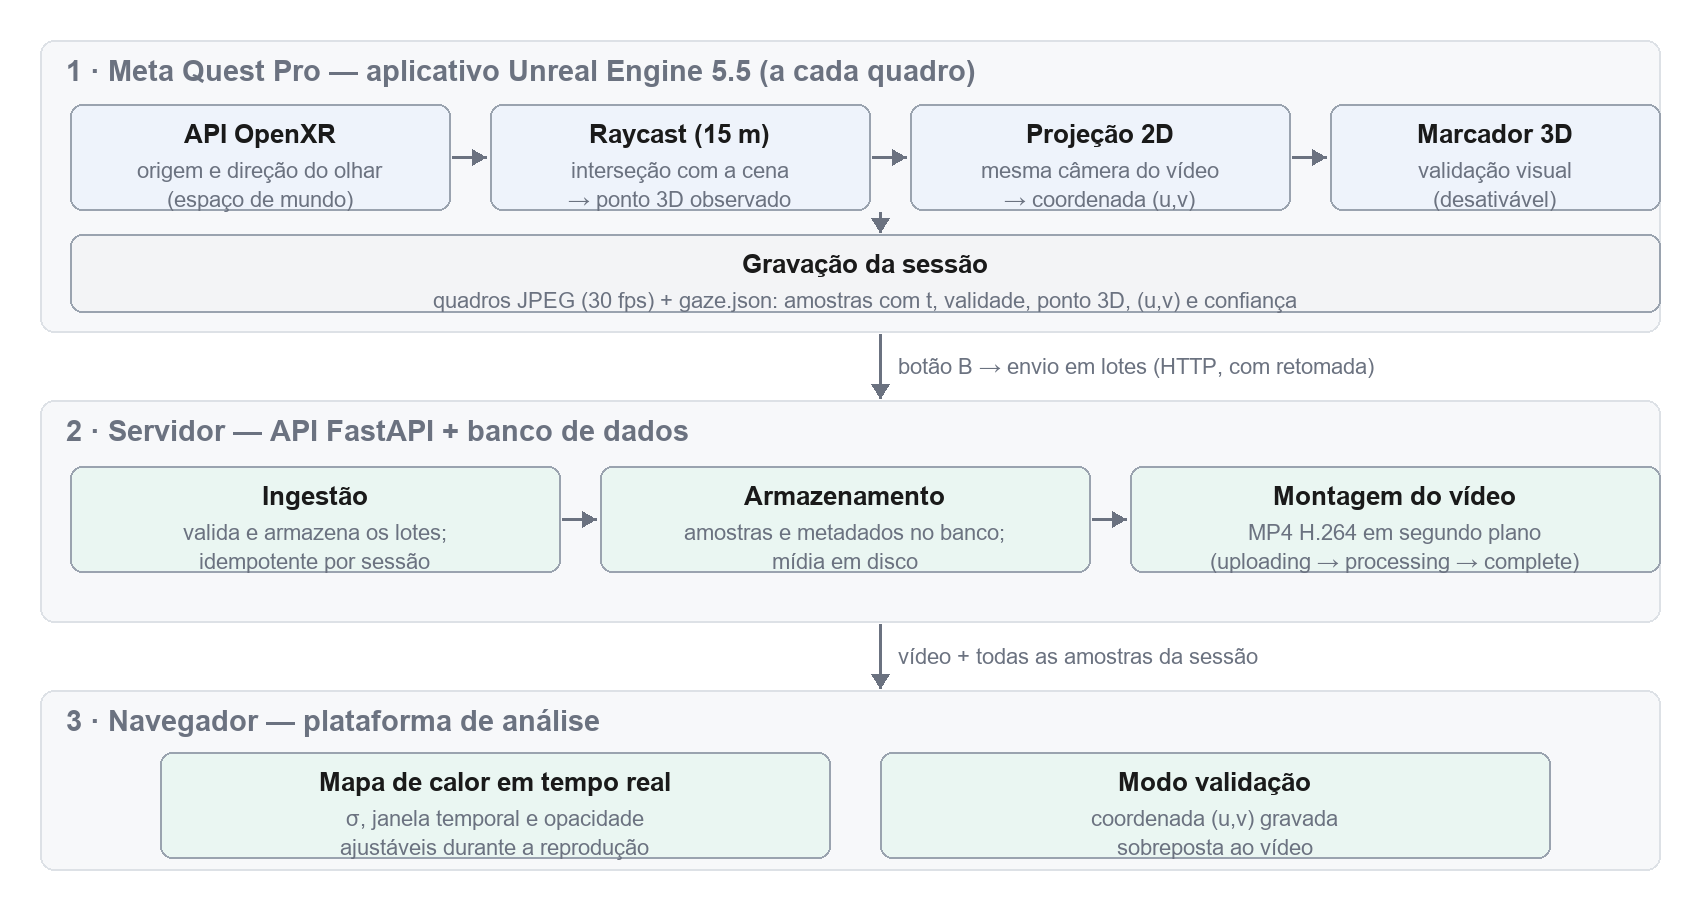 1 · Meta Quest Pro — aplicativo Unreal Engine 5.5 (a cada quadro)
API OpenXR
origem e direção do olhar
(espaço de mundo)
Raycast (15 m)
interseção com a cena
→ ponto 3D observado
Projeção 2D
mesma câmera do vídeo
→ coordenada (u,v)
Marcador 3D
validação visual
(desativável)
Gravação da sessão
quadros JPEG (30 fps) + gaze.json: amostras com t, validade, ponto 3D, (u,v) e confiança
botão B → envio em lotes (HTTP, com retomada)
2 · Servidor — API FastAPI + banco de dados
Ingestão
valida e armazena os lotes;
idempotente por sessão
Armazenamento
amostras e metadados no banco;
mídia em disco
Montagem do vídeo
MP4 H.264 em segundo plano
(uploading → processing → complete)
vídeo + todas as amostras da sessão
3 · Navegador — plataforma de análise
Mapa de calor em tempo real
σ, janela temporal e opacidade
ajustáveis durante a reprodução
Modo validação
coordenada (u,v) gravada
sobreposta ao vídeo